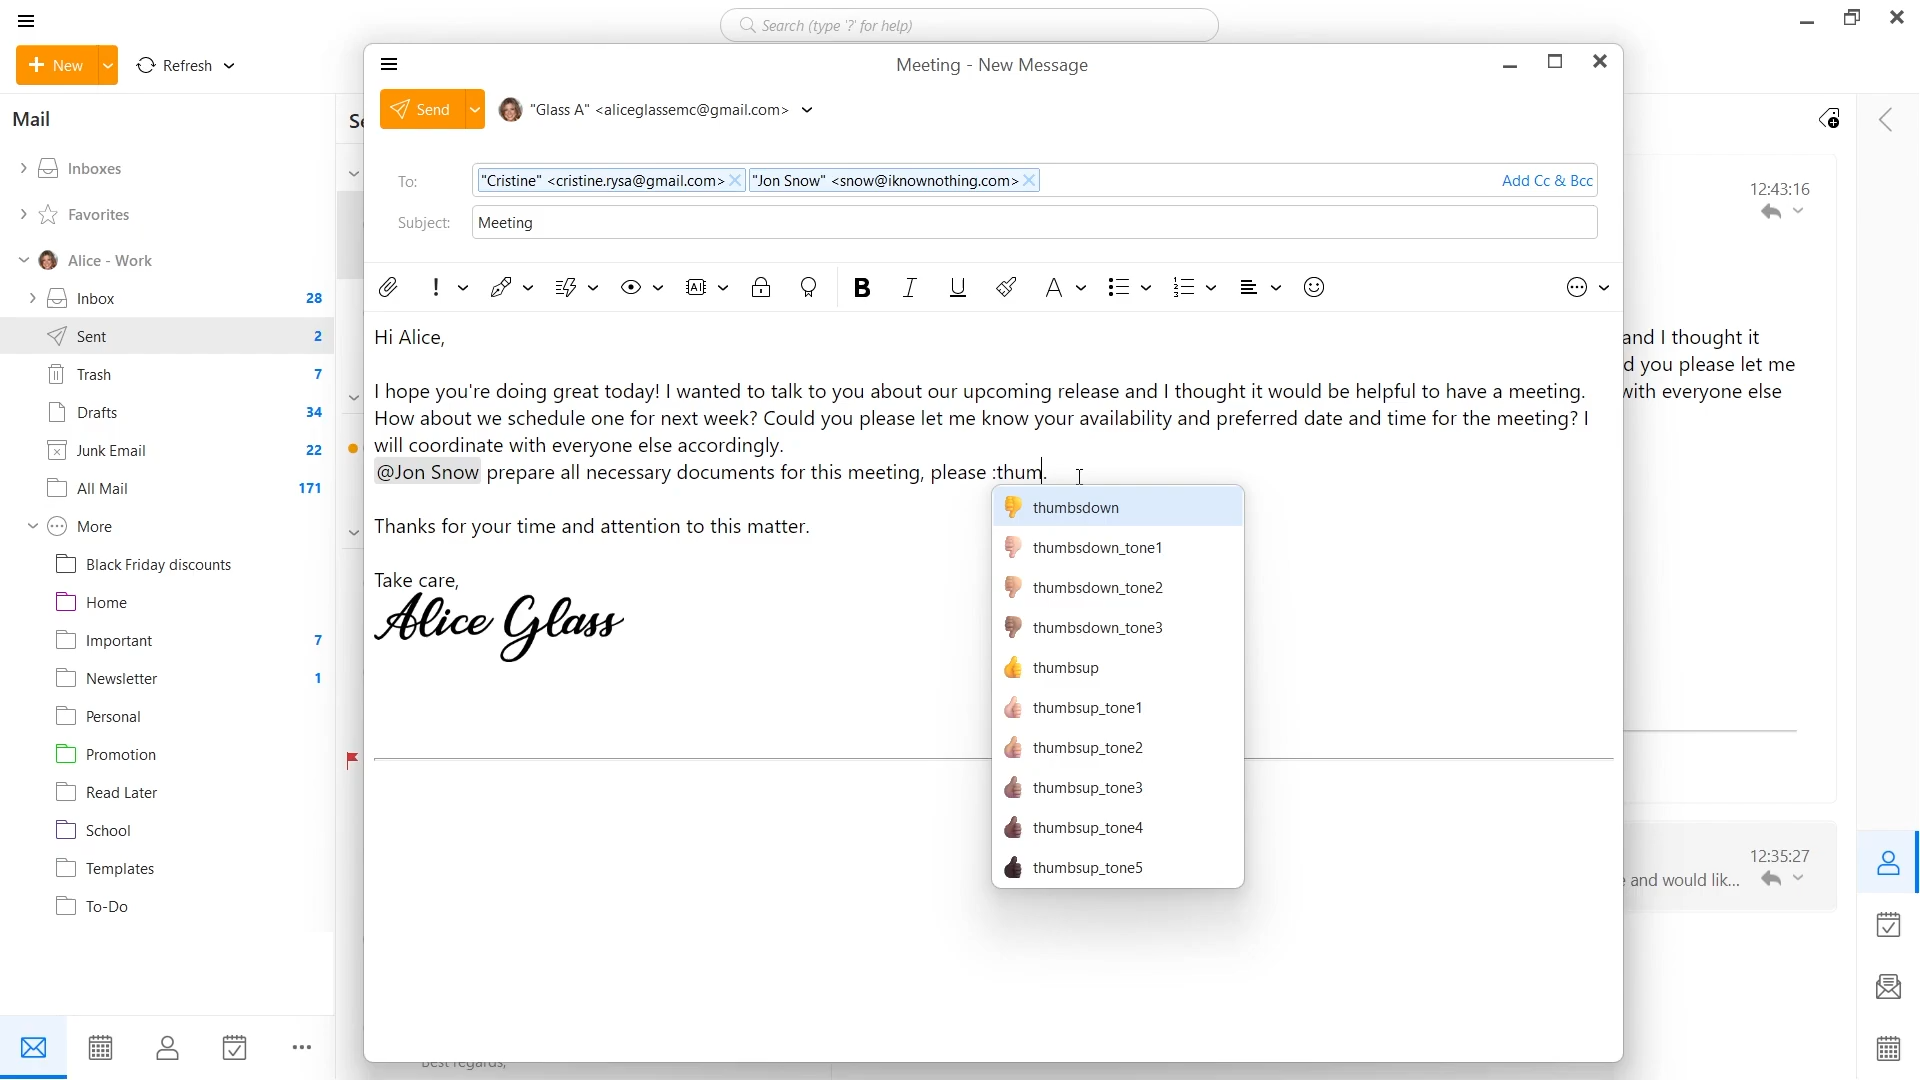 Search (type '?' for help)
New
Refresh
Mail
Inboxes
Favorites
Alice - Work
Inbox 28
Sent 2
Trash 7
Drafts 34
Junk Email 22
All Mail 171
More
Black Friday discounts
Home
Important 7
Newsletter 1
Personal
Promotion
Read Later
School
Templates
To-Do
Meeting - New Message
Send
"Glass A" <aliceglassemc@gmail.com>
To: "Cristine" <cristine.rysa@gmail.com> "Jon Snow" <snow@iknownothing.com> Add Cc & Bcc
Subject: Meeting
AI
B I U A
Hi Alice,
I hope you're doing great today! I wanted to talk to you about our upcoming release and I thought it would be helpful to have a meeting.
How about we schedule one for next week? Could you please let me know your availability and preferred date and time for the meeting? I
will coordinate with everyone else accordingly.
@Jon Snow prepare all necessary documents for this meeting, please :thum.
Thanks for your time and attention to this matter.
Take care,
Alice Glass
thumbsdown
thumbsdown_tone1
thumbsdown_tone2
thumbsdown_tone3
thumbsup
thumbsup_tone1
thumbsup_tone2
thumbsup_tone3
thumbsup_tone4
thumbsup_tone5
12:43:16
and I thought it
d you please let me
with everyone else
12:35:27
and would lik...